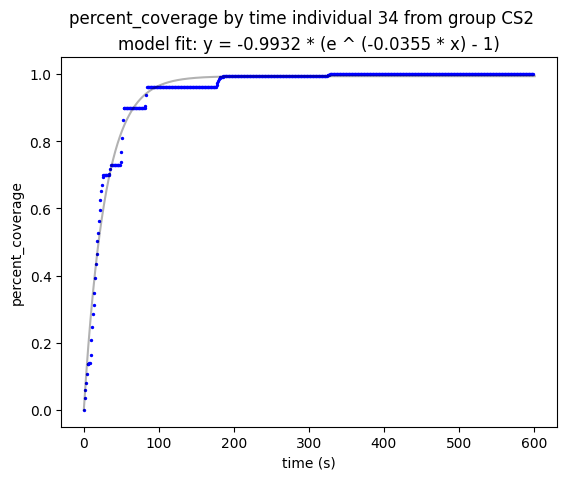 percent_coverage by time individual 34 from group CS2
model fit: y = -0.9932 * (e ^ (-0.0355 * x) - 1)
1.0
0.8
0.6
0.4
0.2
0.0
percent_coverage
0 100 200 300 400 500 600
time (s)